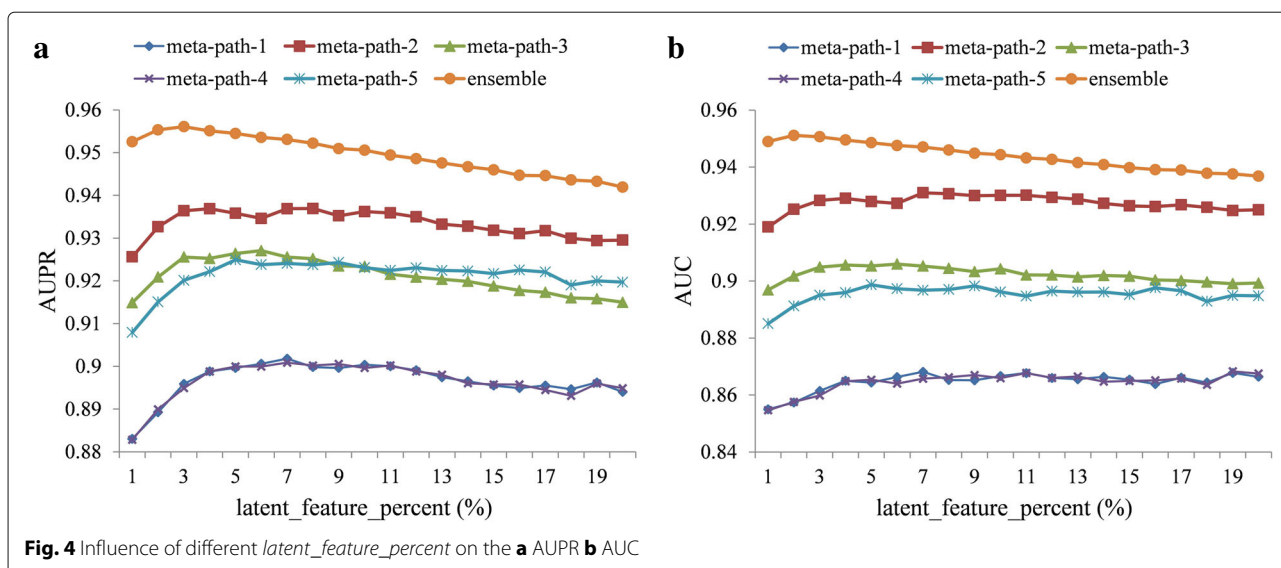 a
meta-path-1 meta-path-2 meta-path-3
meta-path-4 meta-path-5 ensemble
0.96
0.95
0.94
0.93
0.92
0.91
0.9
0.89
0.88
AUPR
1 3 5 7 9 11 13 15 17 19
latent_feature_percent (%)
b
meta-path-1 meta-path-2 meta-path-3
meta-path-4 meta-path-5 ensemble
0.96
0.94
0.92
0.9
0.88
0.86
0.84
AUC
1 3 5 7 9 11 13 15 17 19
latent_feature_percent (%)
Fig. 4 Influence of different latent_feature_percent on the a AUPR b AUC